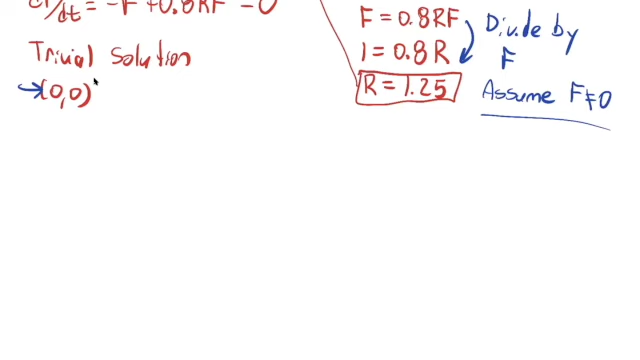 dF/dt = -F + 0.8RF = 0
Trivial Solution
→(0,0)
F = 0.8RF
1 = 0.8R
R = 1.25
Divide by
F
Assume F≠0